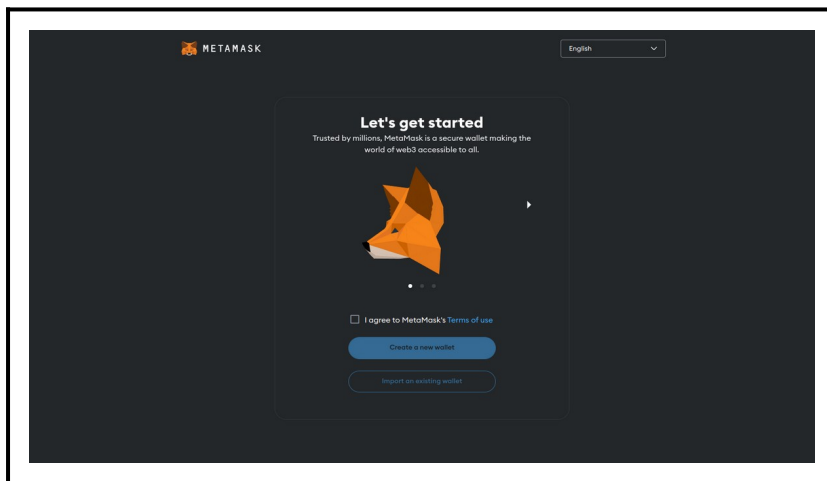 METAMASK
English
Let's get started
Trusted by millions, MetaMask is a secure wallet making the
world of web3 accessible to all.
I agree to MetaMask's Terms of use
Create a new wallet
Import an existing wallet